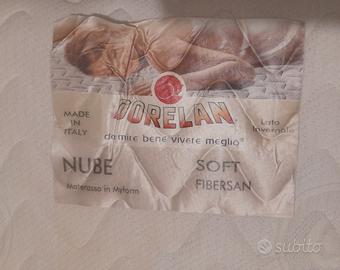 DORELAN®
MADE
IN
ITALY
Lato
Invernale
dormire bene vivere meglio®
NUBE
SOFT
Materasso in Myform
FIBERSAN
subito